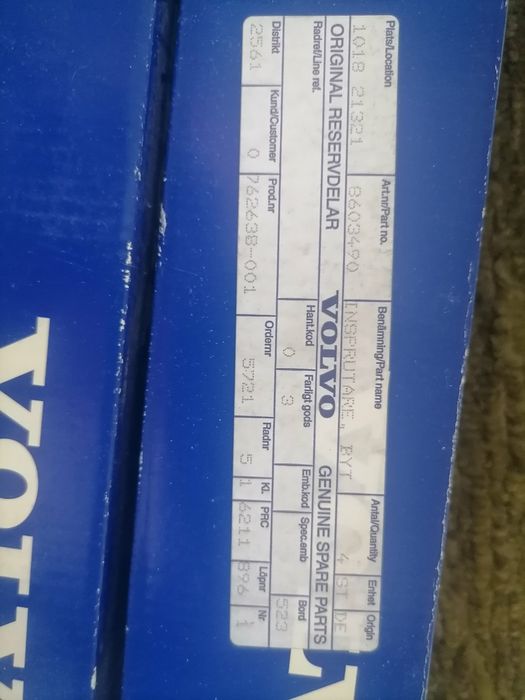 Plats/Location Art.nr/Part no. Benämning/Part name Antal/Quantity Enhet Origin
1018 21321 8603490 INSPRUTARE, BYT 4 ST DE
ORIGINAL RESERVDELAR VOLVO GENUINE SPARE PARTS
Radref/Line ref. Hant.kod Farligt gods Emb.kod Spec.emb Bord
0 3 523
Distrikt Kund/Customer Prod.nr Ordernr Radnr Kl. PRC Löpnr Nr
2561 0 762638-001 5721 5 1 6211 896 1
VOLV